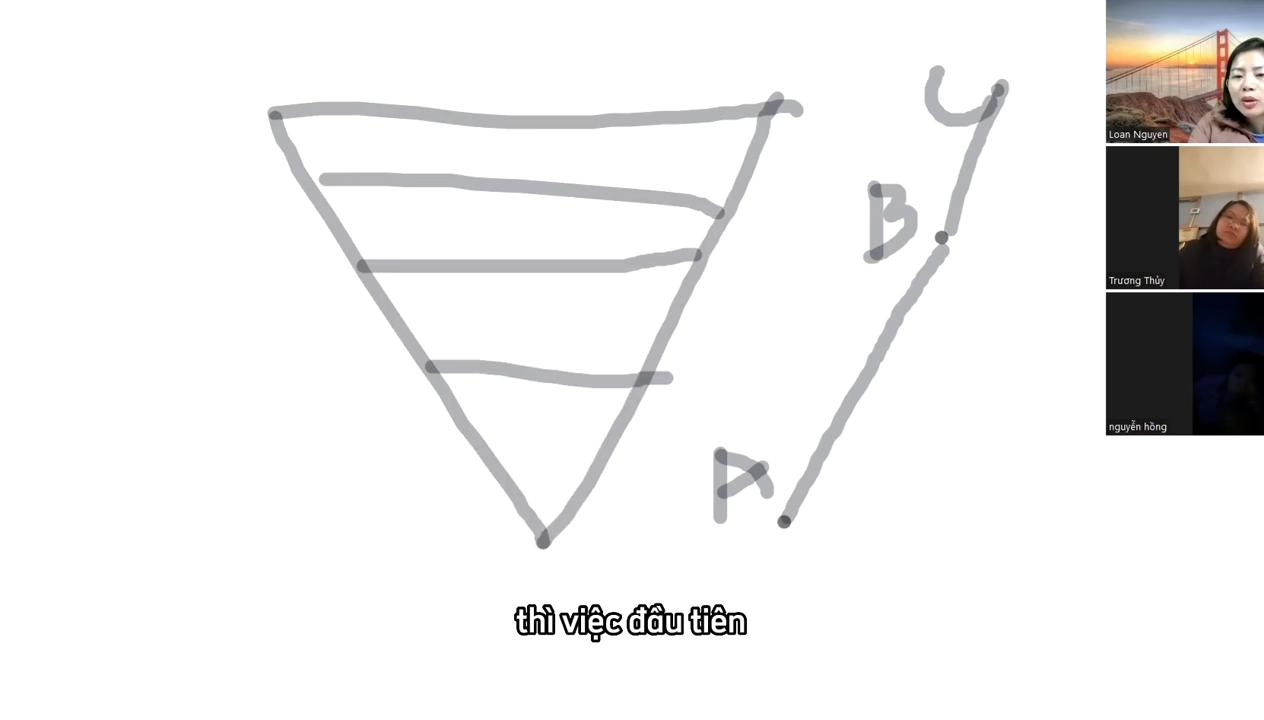 C
B
A
Loan Nguyen
Trương Thủy
nguyễn hồng
thì việc đầu tiên